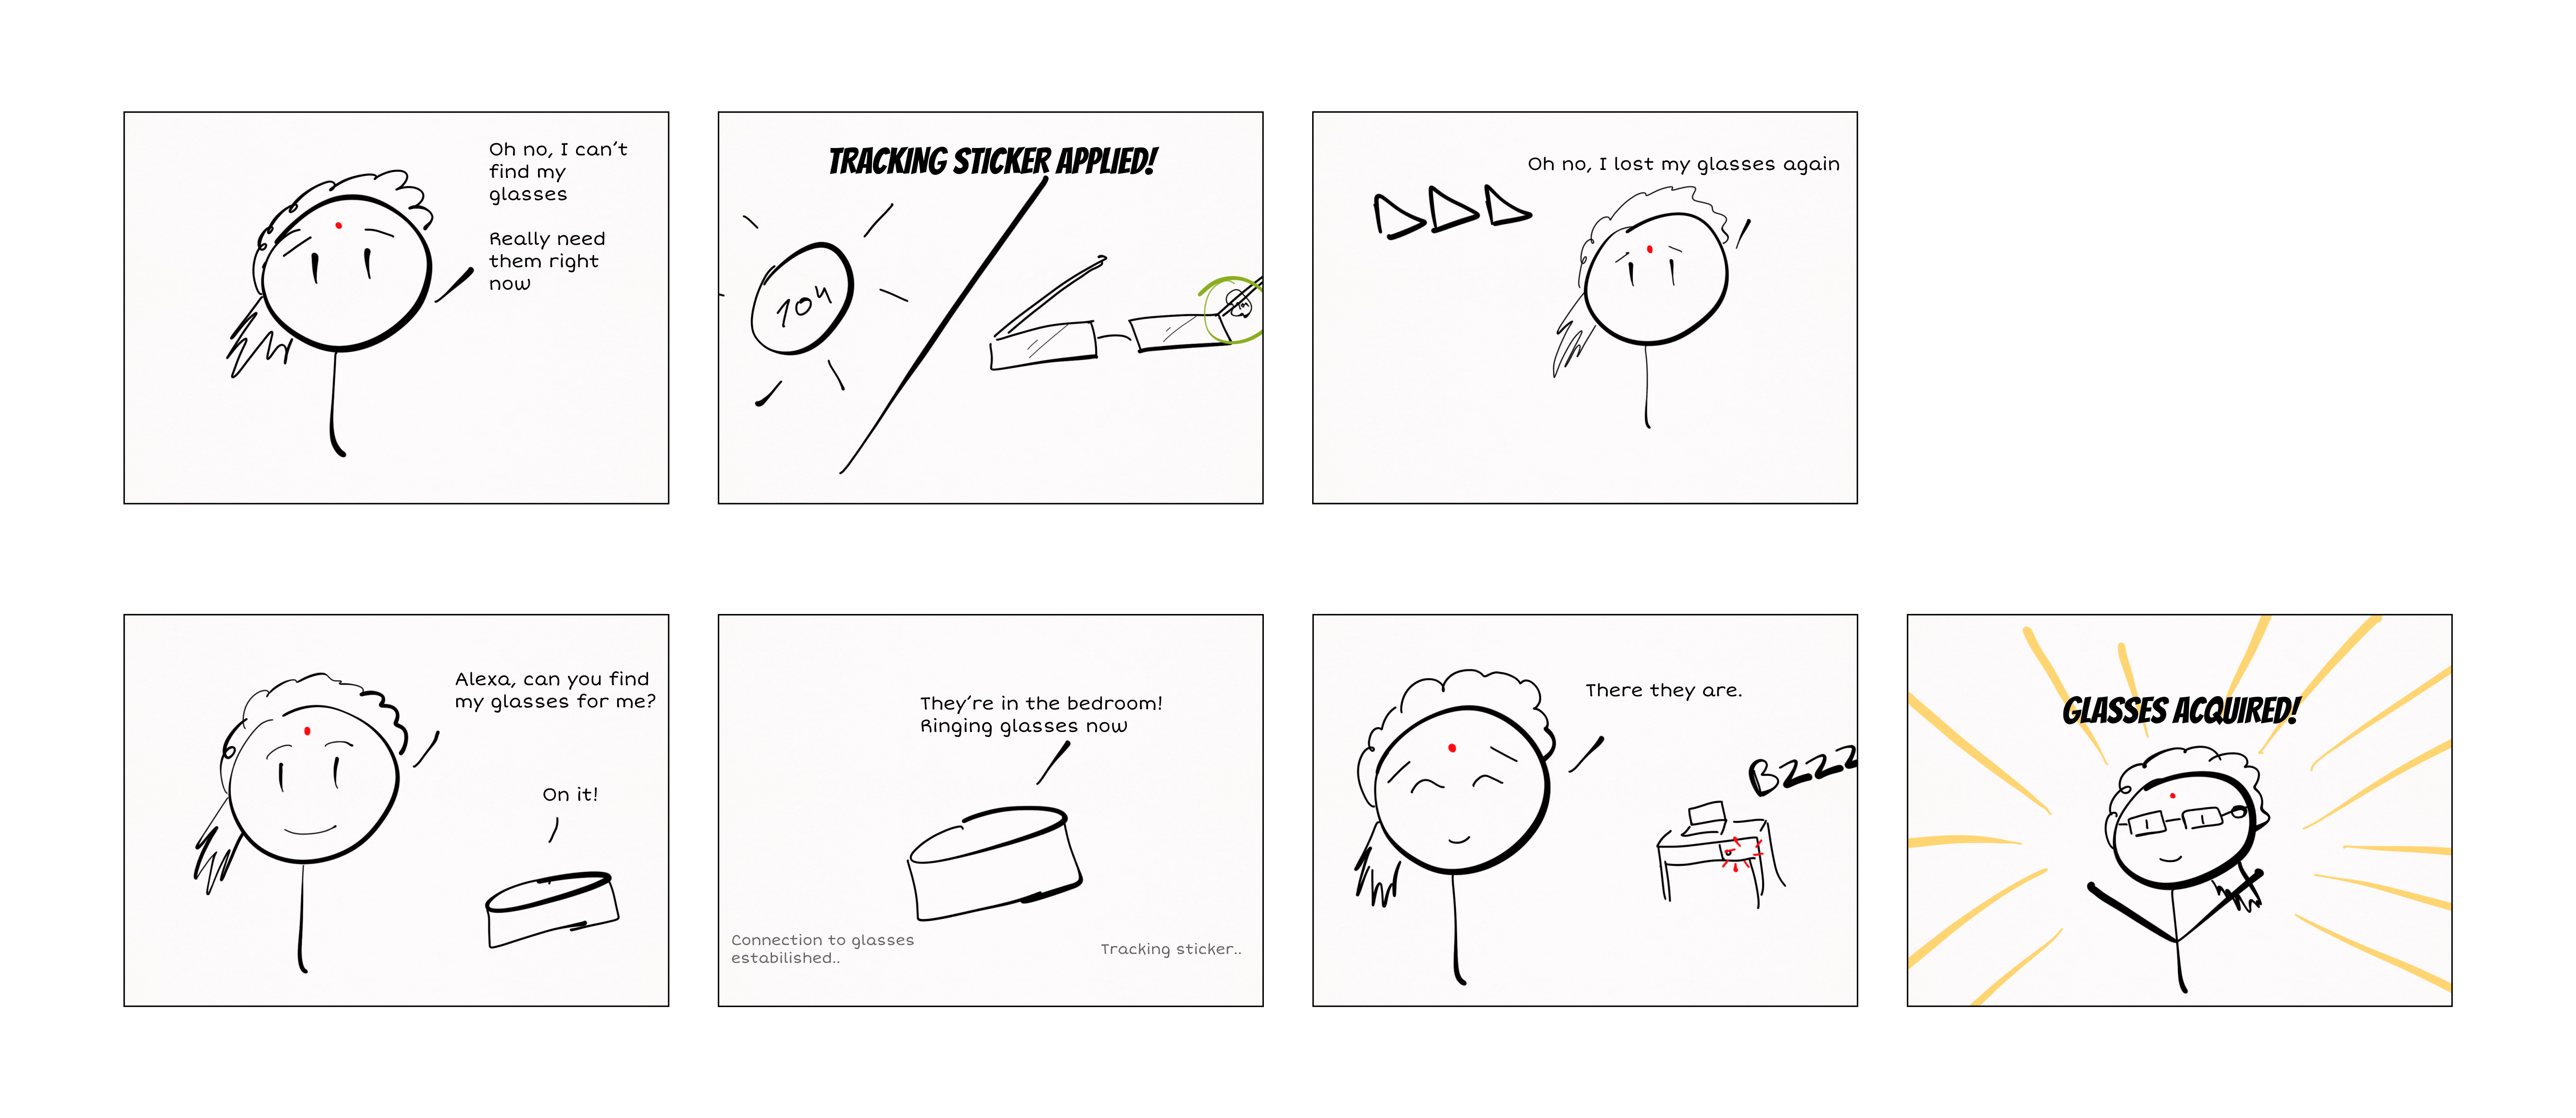 Oh no, I can't
find my
glasses
Really need
them right
now
TRACKING STICKER APPLIED!
104
Oh no, I lost my glasses again
Alexa, can you find
my glasses for me?
On it!
They're in the bedroom!
Ringing glasses now
Connection to glasses
estabilished..
Tracking sticker..
There they are.
BZZZ
GLASSES ACQUIRED!